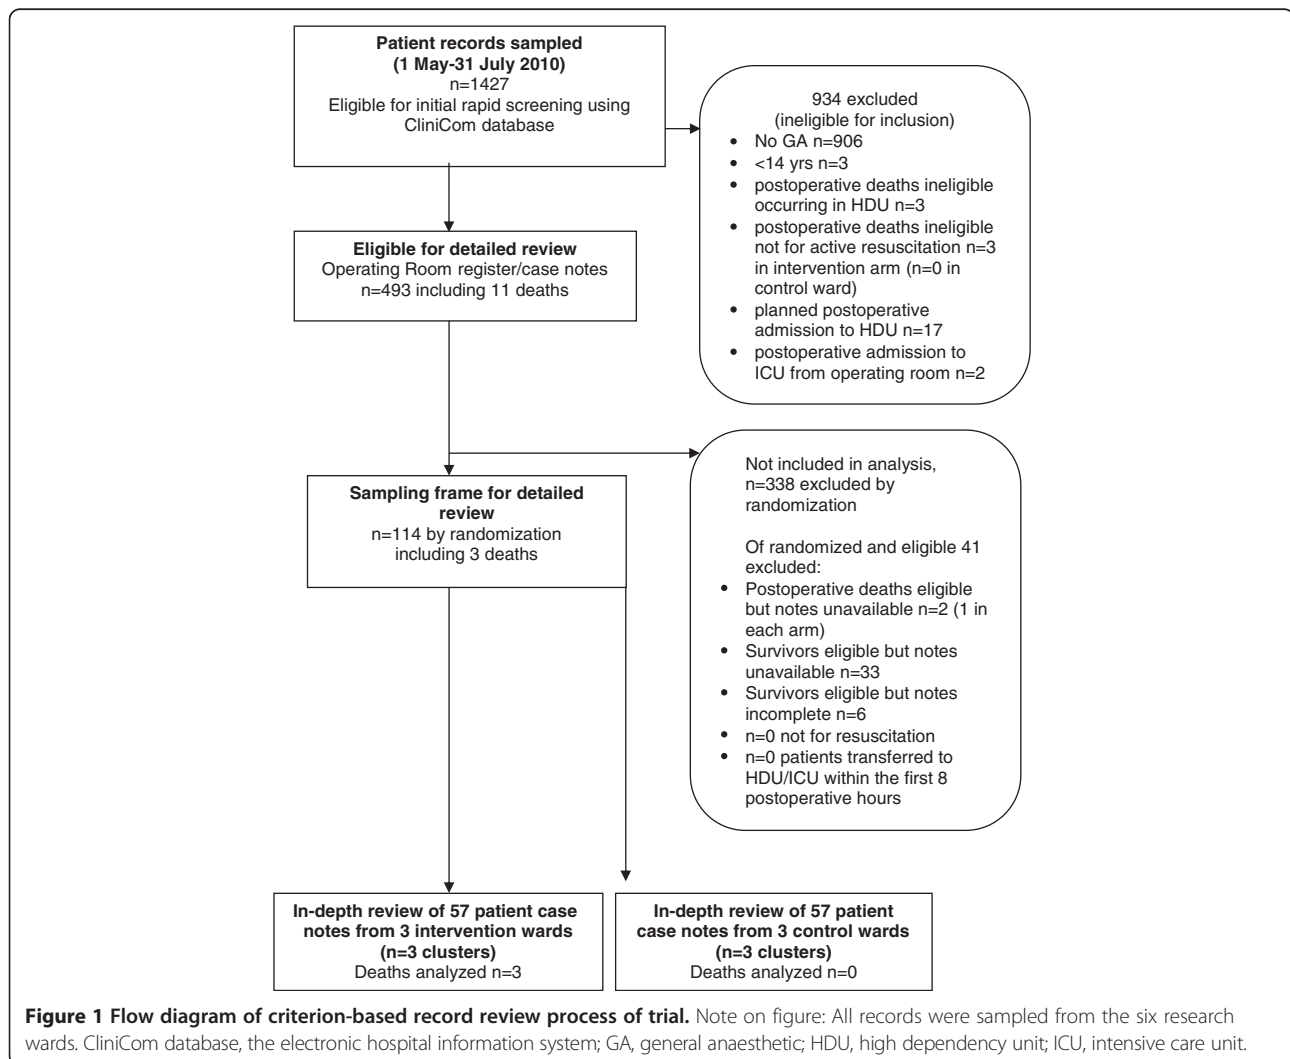 Patient records sampled
(1 May-31 July 2010)
n=1427
Eligible for initial rapid screening using
CliniCom database
934 excluded
(ineligible for inclusion)
• No GA n=906
• <14 yrs n=3
• postoperative deaths ineligible
occurring in HDU n=3
• postoperative deaths ineligible
not for active resuscitation n=3
in intervention arm (n=0 in
control ward)
• planned postoperative
admission to HDU n=17
• postoperative admission to
ICU from operating room n=2
Eligible for detailed review
Operating Room register/case notes
n=493 including 11 deaths
Not included in analysis,
n=338 excluded by
randomization
Of randomized and eligible 41
excluded:
• Postoperative deaths eligible
but notes unavailable n=2 (1 in
each arm)
• Survivors eligible but notes
unavailable n=33
• Survivors eligible but notes
incomplete n=6
• n=0 not for resuscitation
• n=0 patients transferred to
HDU/ICU within the first 8
postoperative hours
Sampling frame for detailed
review
n=114 by randomization
including 3 deaths
In-depth review of 57 patient case
notes from 3 intervention wards
(n=3 clusters)
Deaths analyzed n=3
In-depth review of 57 patient
case notes from 3 control wards
(n=3 clusters)
Deaths analyzed n=0
Figure 1 Flow diagram of criterion-based record review process of trial. Note on figure: All records were sampled from the six research
wards. CliniCom database, the electronic hospital information system; GA, general anaesthetic; HDU, high dependency unit; ICU, intensive care unit.